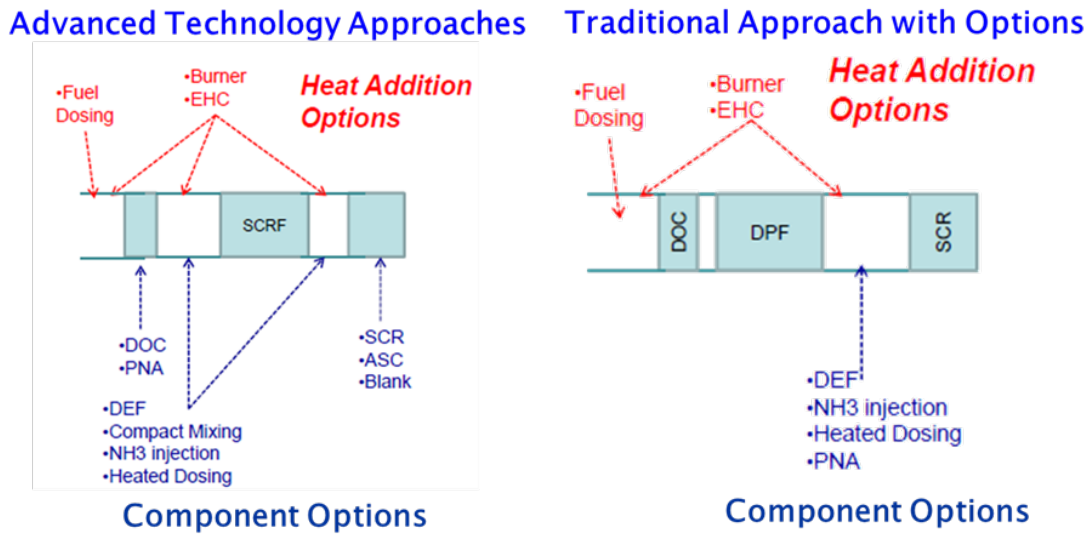 Advanced Technology Approaches
•Fuel
Dosing
•Burner
•EHC
Heat Addition
Options
SCRF
•DOC
•PNA
•SCR
•ASC
•Blank
•DEF
•Compact Mixing
•NH3 injection
•Heated Dosing
Component Options
Traditional Approach with Options
•Fuel
Dosing
•Burner
•EHC
Heat Addition
Options
DOC
DPF
SCR
•DEF
•NH3 injection
•Heated Dosing
•PNA
Component Options